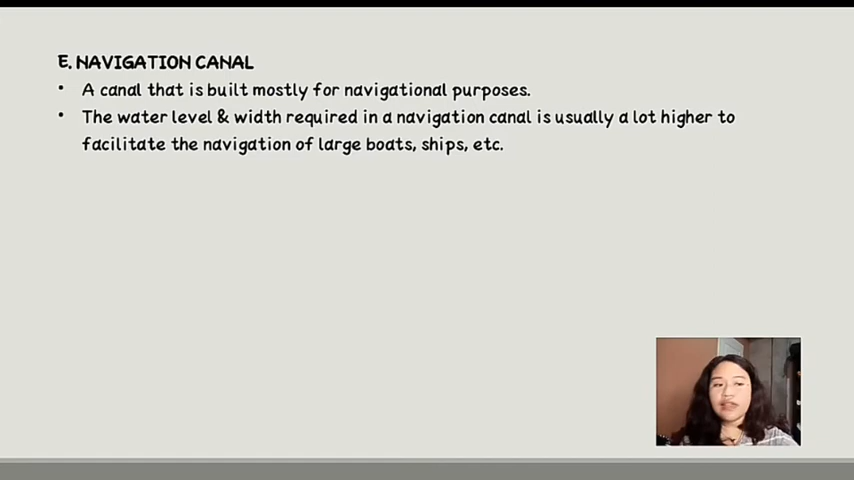 E. NAVIGATION CANAL
• A canal that is built mostly for navigational purposes.
• The water level & width required in a navigation canal is usually a lot higher to
facilitate the navigation of large boats, ships, etc.